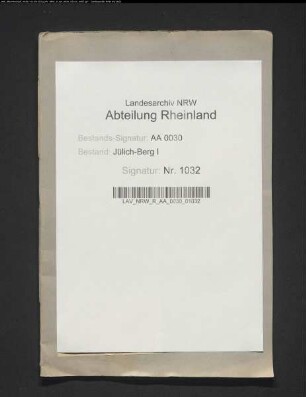 Landesarchiv NRW
Abteilung Rheinland
Bestands-Signatur: AA 0030
Bestand: Jülich-Berg I
Signatur: Nr. 1032
LAV_NRW_R_AA_0030_01032